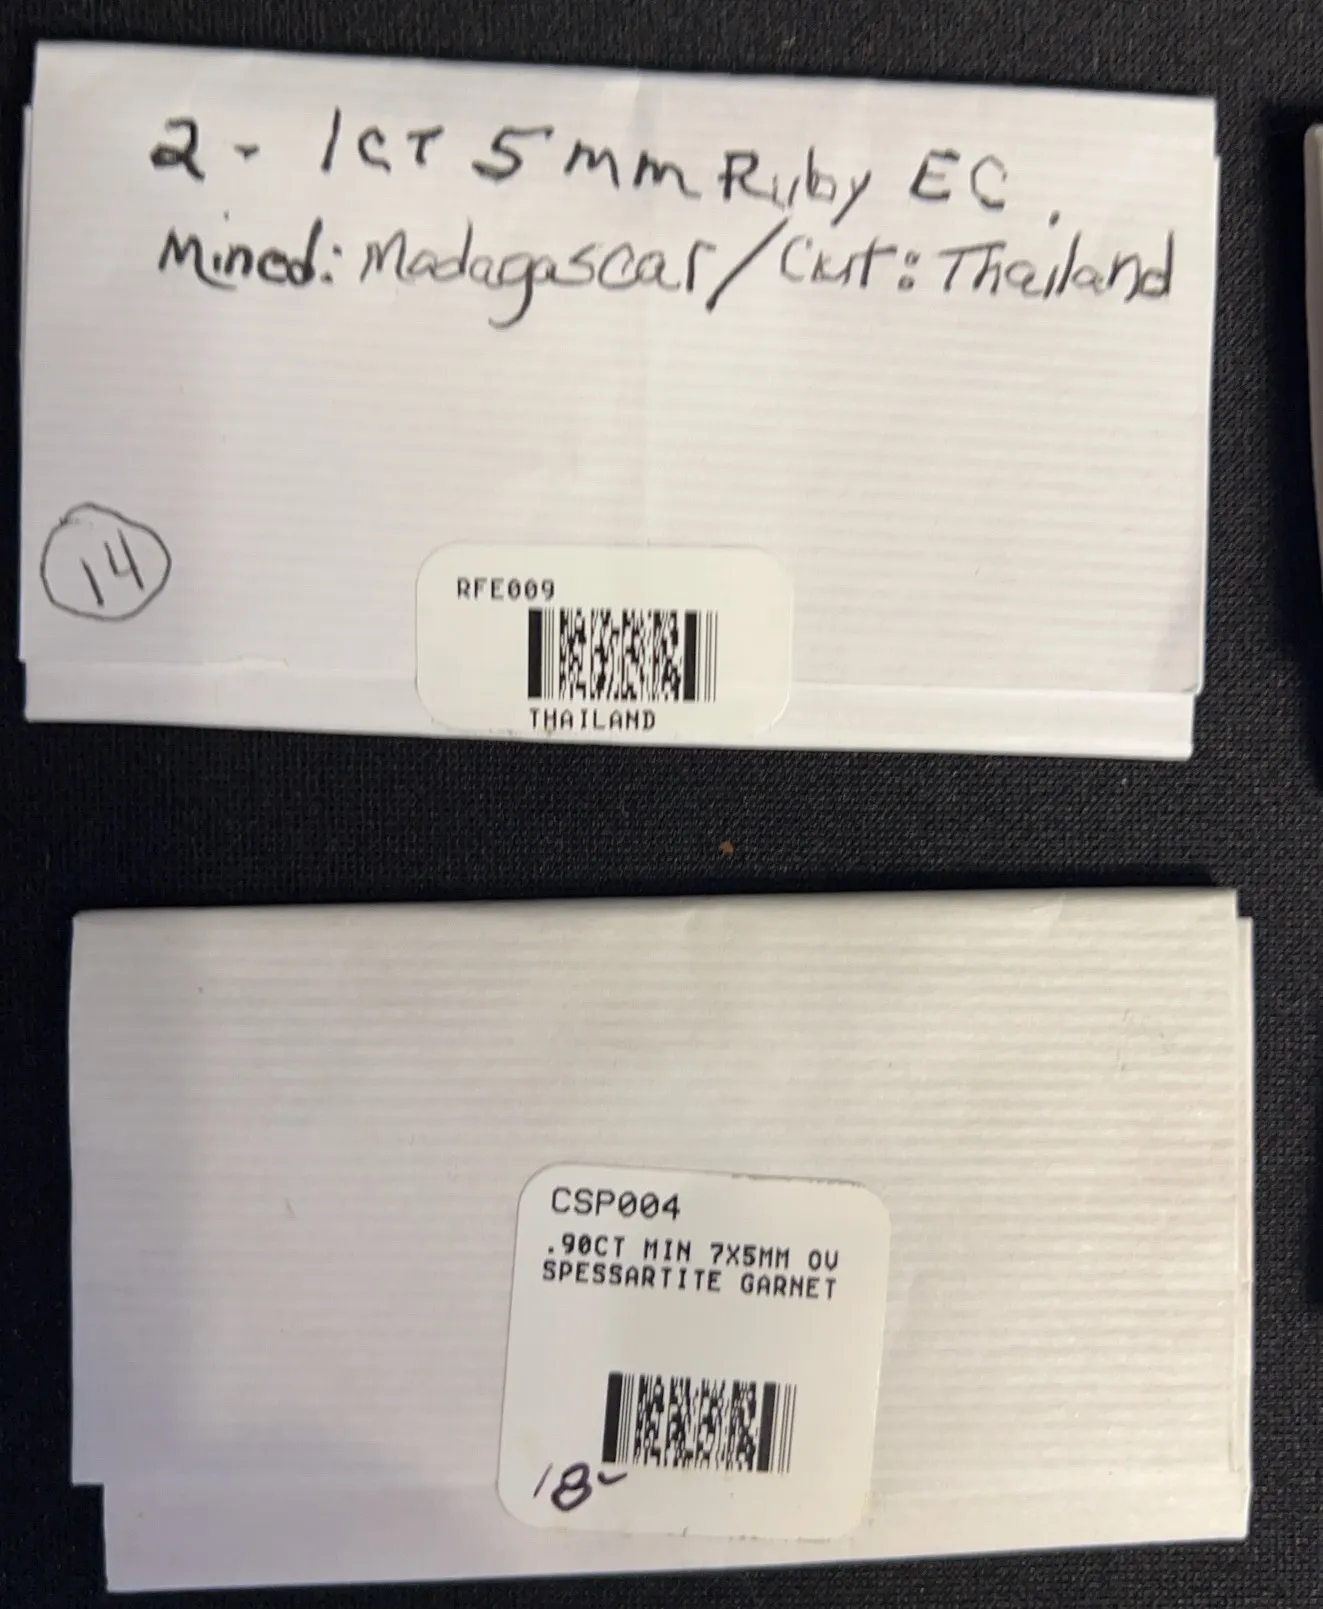 2 - 1CT 5mm Ruby EC.
Mined: Madagascar/Cut: Thailand
14
RFE009
THAILAND
CSP004
.90CT MIN 7X5MM OV
SPESSARTITE GARNET
18-